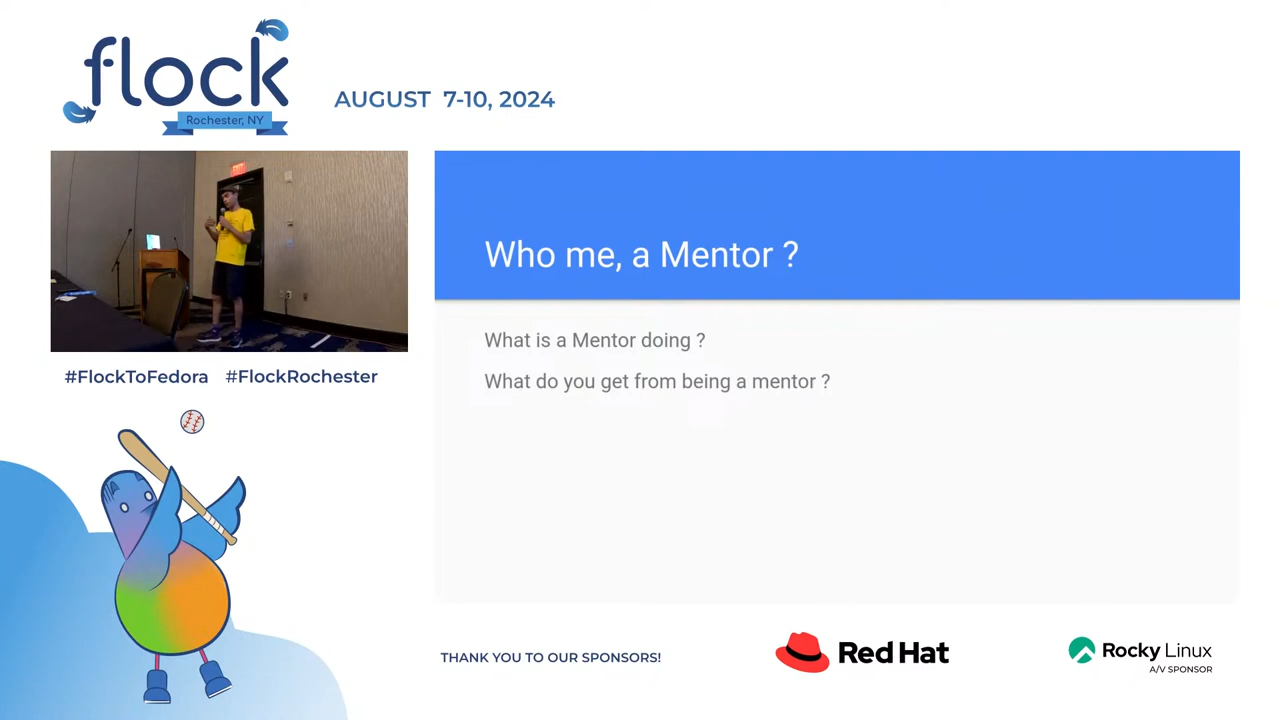 flock
Rochester, NY
AUGUST 7-10, 2024
EXIT
Who me, a Mentor ?
What is a Mentor doing ?
What do you get from being a mentor ?
#FlockToFedora #FlockRochester
THANK YOU TO OUR SPONSORS!
Red Hat
Rocky Linux
A/V SPONSOR